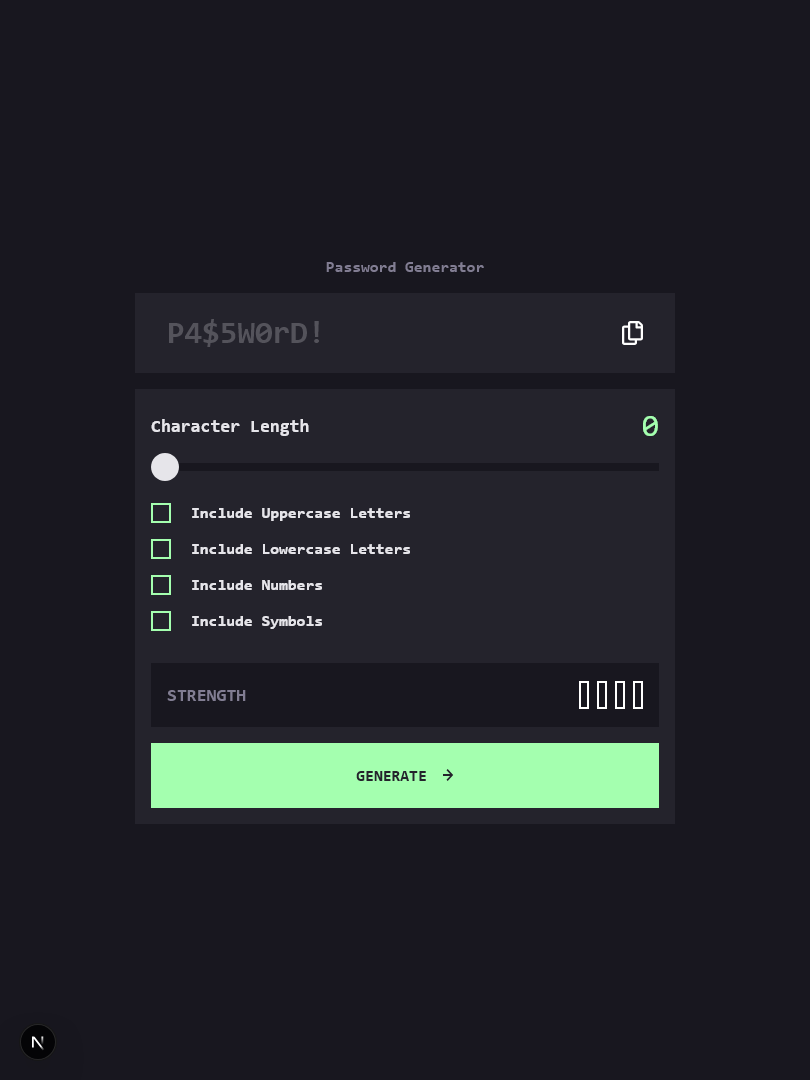 Password Generator
P4$5W0rD!
Character Length 0
Include Uppercase Letters
Include Lowercase Letters
Include Numbers
Include Symbols
STRENGTH
GENERATE →
N